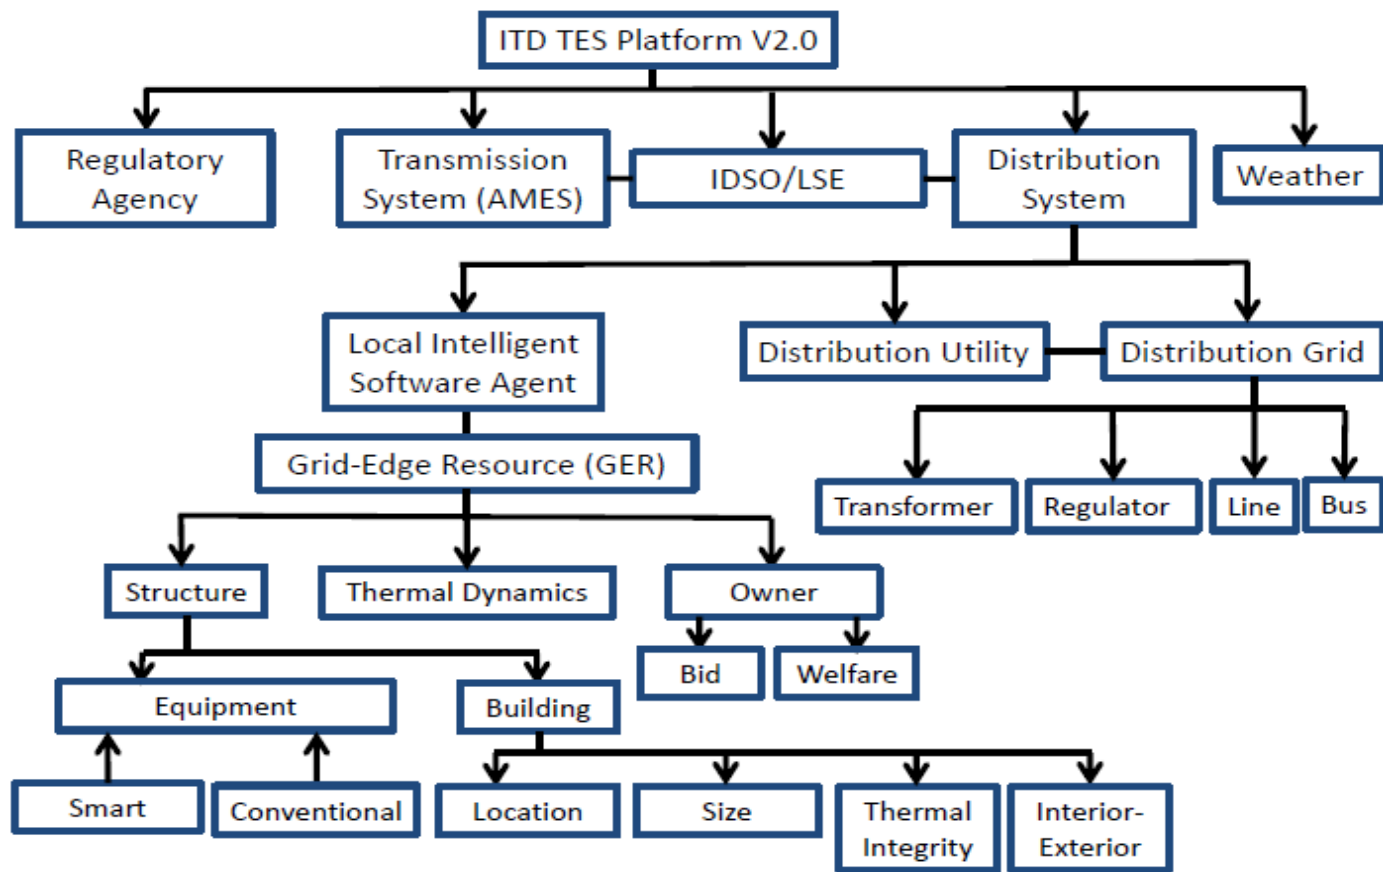 ITD TES Platform V2.0
Regulatory
Agency
Transmission
System (AMES)
IDSO/LSE
Distribution
System
Weather
Local Intelligent
Software Agent
Distribution Utility
Distribution Grid
Grid-Edge Resource (GER)
Transformer
Regulator
Line
Bus
Structure
Thermal Dynamics
Owner
Bid
Welfare
Equipment
Building
Smart
Conventional
Location
Size
Thermal
Integrity
Interior-
Exterior